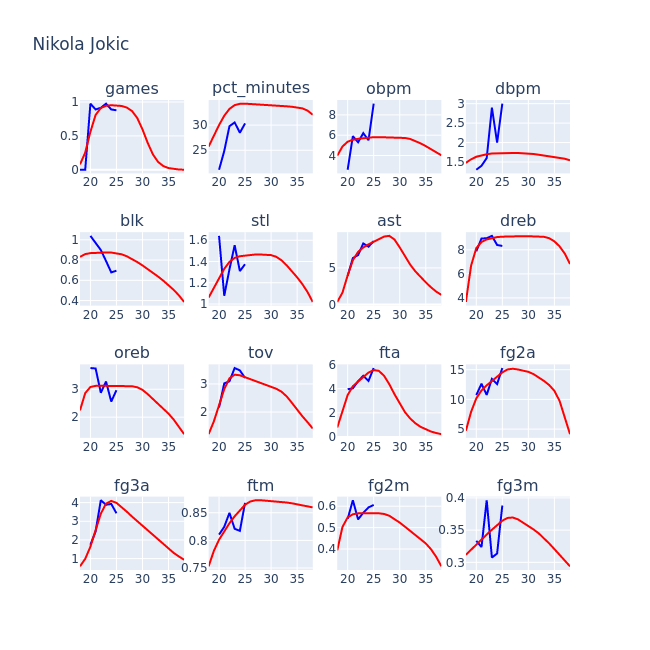 Nikola Jokic
games pct_minutes obpm dbpm
1 0.5 0 20 25 30 35
30 25 20 25 30 35
8 6 4 20 25 30 35
3 2.5 2 1.5 20 25 30 35
blk stl ast dreb
1 0.8 0.6 0.4 20 25 30 35
1.6 1.4 1.2 1 20 25 30 35
5 0 20 25 30 35
8 6 4 20 25 30 35
oreb tov fta fg2a
3 2 20 25 30 35
3 2 20 25 30 35
6 4 2 0 20 25 30 35
15 10 5 20 25 30 35
fg3a ftm fg2m fg3m
4 3 2 1 20 25 30 35
0.85 0.8 0.75 20 25 30 35
0.6 0.5 0.4 20 25 30 35
0.4 0.35 0.3 20 25 30 35